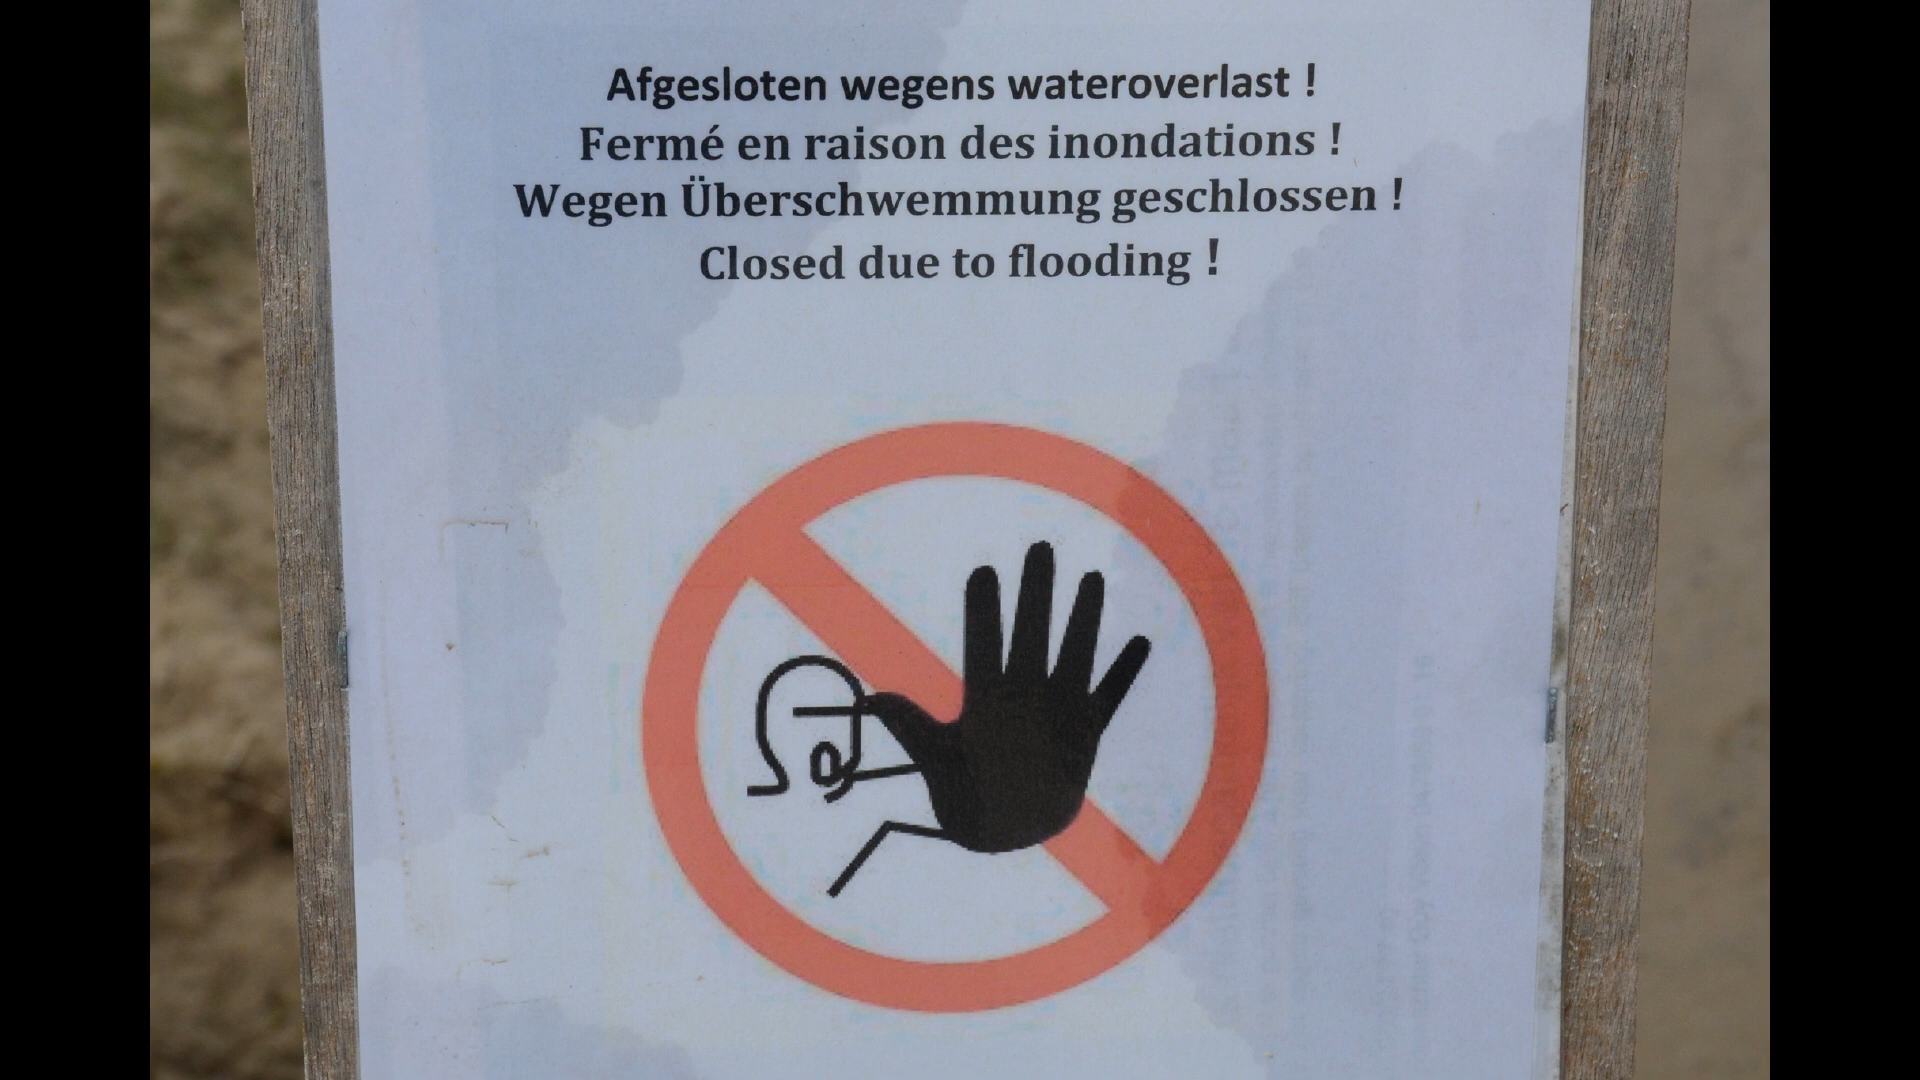 Afgesloten wegens wateroverlast !
Fermé en raison des inondations !
Wegen Überschwemmung geschlossen !
Closed due to flooding !